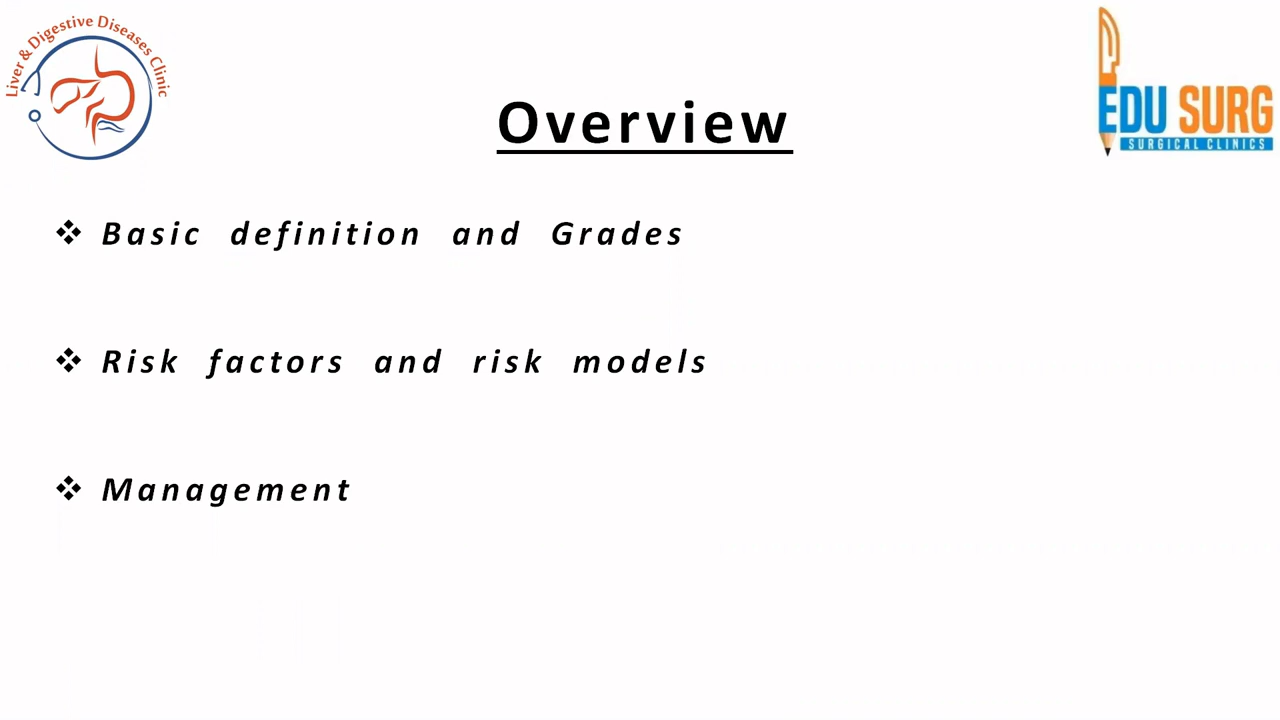 Liver & Digestive Diseases Clinic
EDU SURG
SURGICAL CLINICS
Overview
❖ Basic definition and Grades
❖ Risk factors and risk models
❖ Management